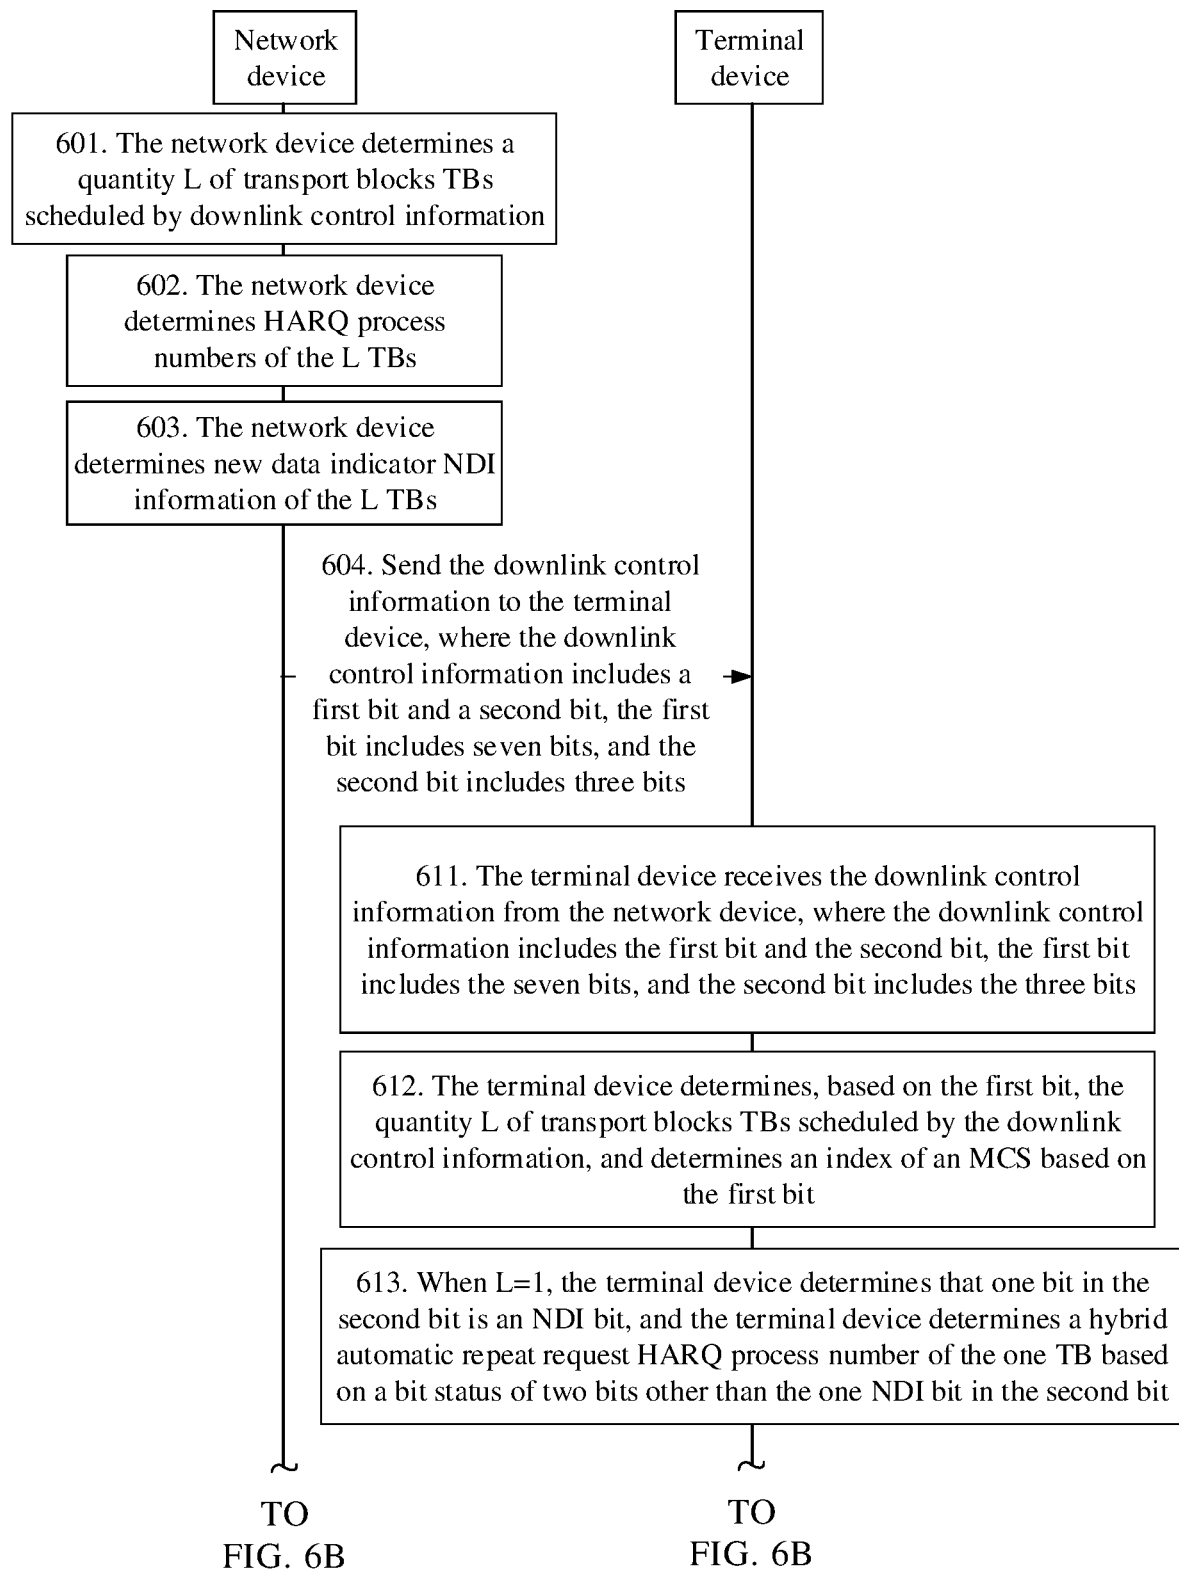 Network
device
Terminal
device
601. The network device determines a
quantity L of transport blocks TBs
scheduled by downlink control information
602. The network device
determines HARQ process
numbers of the L TBs
603. The network device
determines new data indicator NDI
information of the L TBs
604. Send the downlink control
information to the terminal
device, where the downlink
control information includes a
first bit and a second bit, the first
bit includes seven bits, and the
second bit includes three bits
611. The terminal device receives the downlink control
information from the network device, where the downlink control
information includes the first bit and the second bit, the first bit
includes the seven bits, and the second bit includes the three bits
612. The terminal device determines, based on the first bit, the
quantity L of transport blocks TBs scheduled by the downlink
control information, and determines an index of an MCS based on
the first bit
613. When L=1, the terminal device determines that one bit in the
second bit is an NDI bit, and the terminal device determines a hybrid
automatic repeat request HARQ process number of the one TB based
on a bit status of two bits other than the one NDI bit in the second bit
TO
FIG. 6B
TO
FIG. 6B